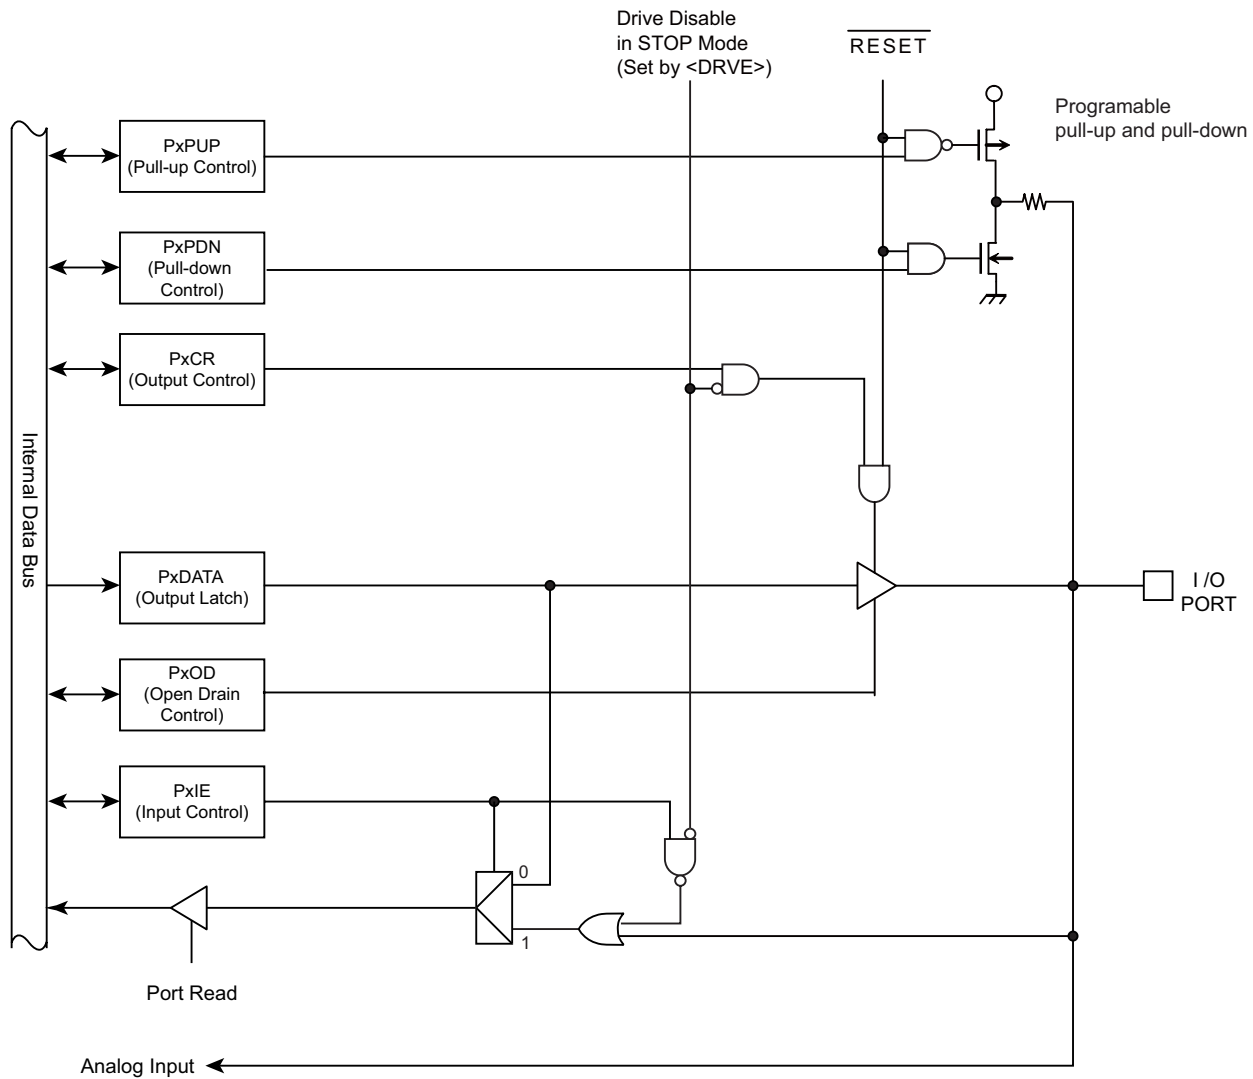 Drive Disable
in STOP Mode
(Set by <DRVE>)
RESET
Programable
pull-up and pull-down
PxPUP
(Pull-up Control)
PxPDN
(Pull-down
Control)
PxCR
(Output Control)
Internal Data Bus
PxDATA
(Output Latch)
I /O
PORT
PxOD
(Open Drain
Control)
PxIE
(Input Control)
0
1
Port Read
Analog Input